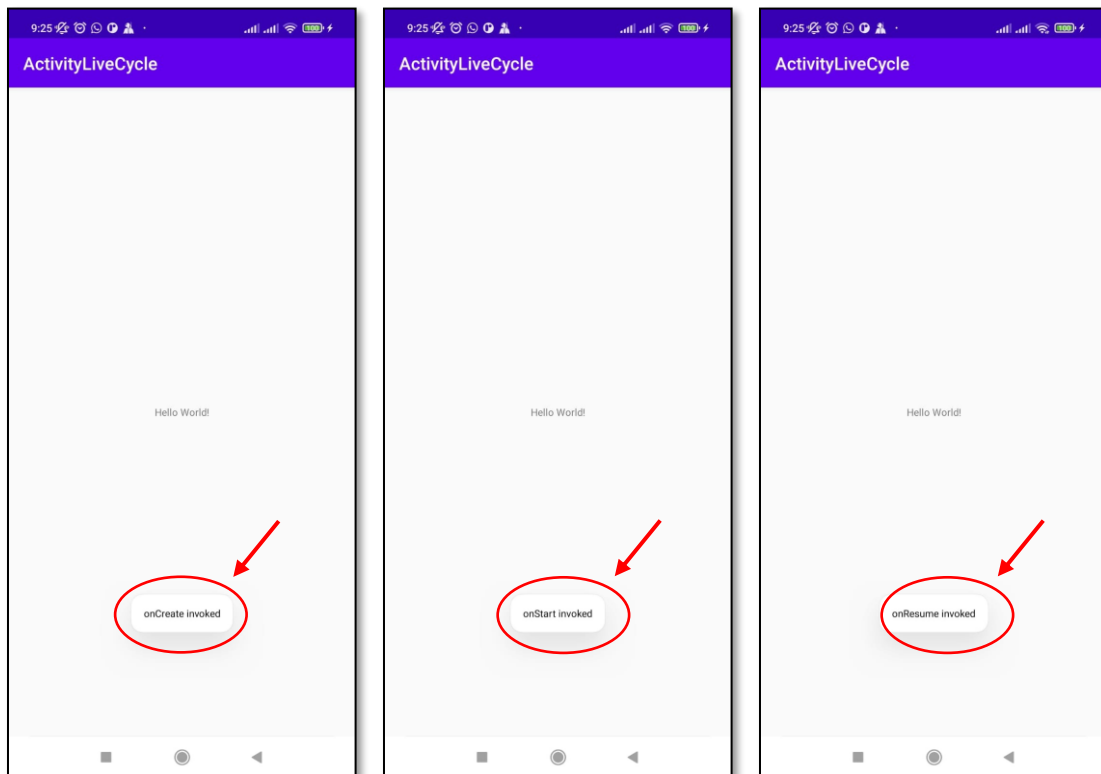 9:25
ActivityLiveCycle
Hello World!
onCreate invoked
9:25
ActivityLiveCycle
Hello World!
onStart invoked
9:25
ActivityLiveCycle
Hello World!
onResume invoked